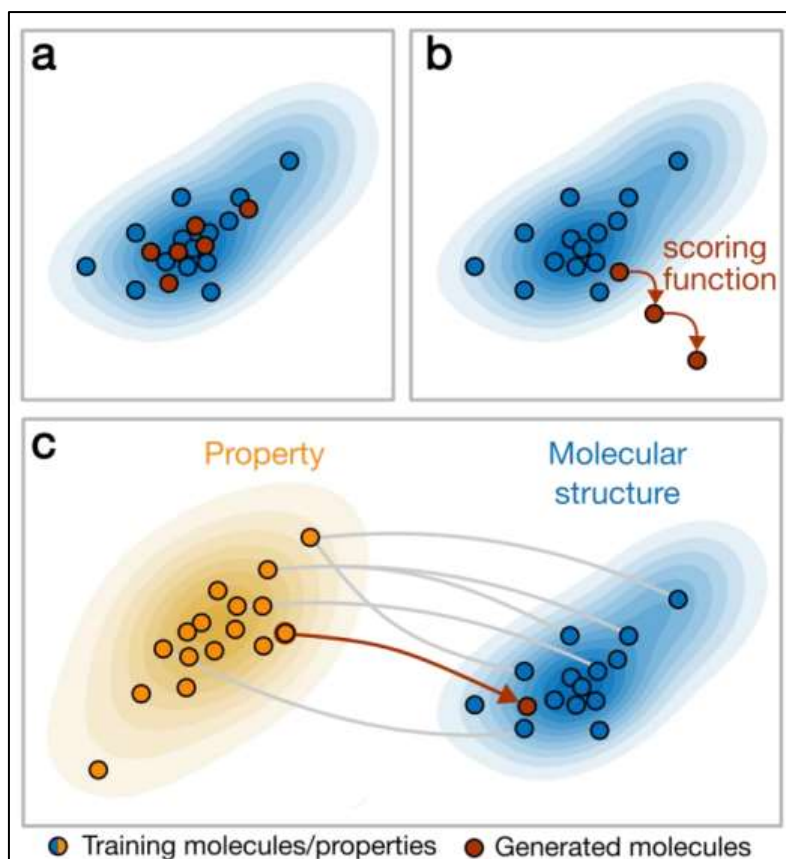 a
b
scoring
function
c
Property
Molecular
structure
Training molecules/properties
Generated molecules